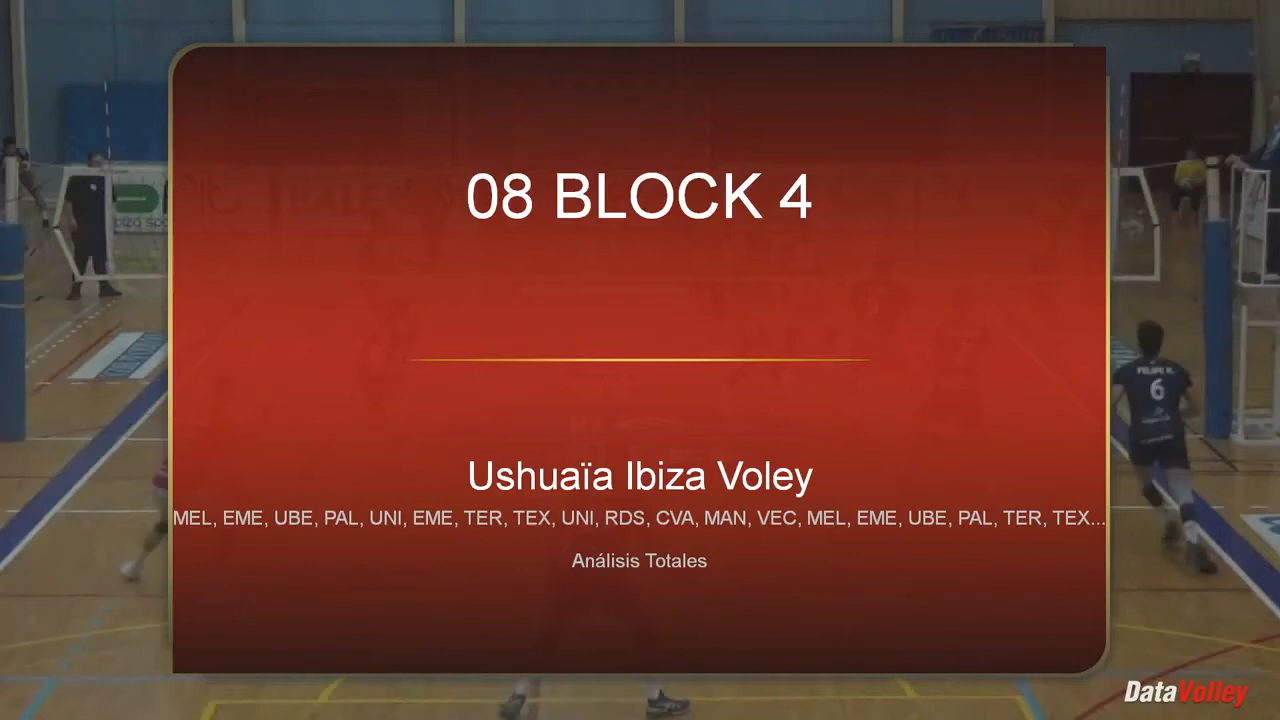 08 BLOCK 4
Ushuaïa Ibiza Voley
MEL, EME, UBE, PAL, UNI, EME, TER, TEX, UNI, RDS, CVA, MAN, VEC, MEL, EME, UBE, PAL, TER, TEX...
Análisis Totales
FELIPE R.
6
DataVolley